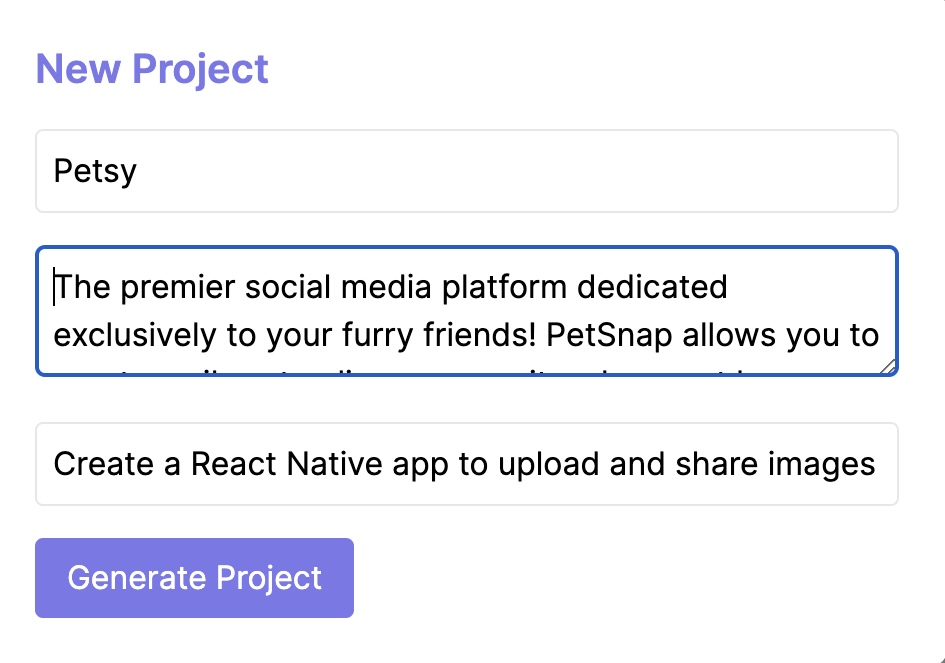 New Project
Petsy
The premier social media platform dedicated
exclusively to your furry friends! PetSnap allows you to
Create a React Native app to upload and share images
Generate Project